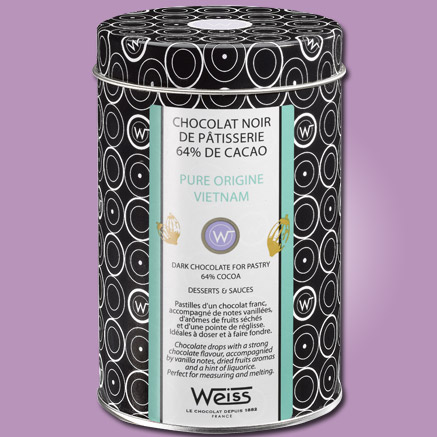 W
CHOCOLAT NOIR
DE PÂTISSERIE
64% DE CACAO
PURE ORIGINE
VIETNAM
W
DARK CHOCOLATE FOR PASTRY
64% COCOA
DESSERTS & SAUCES
Pastilles d'un chocolat franc,
accompagné de notes vanillées,
d'arômes de fruits séchés
et d'une pointe de réglisse.
Idéales à doser et à faire fondre.
Chocolate drops with a strong
chocolate flavour, accompagnied
by vanilla notes, dried fruits aromas
and a hint of liquorice.
Perfect for measuring and melting.
Weiss
LE CHOCOLAT DEPUIS 1882
FRANCE